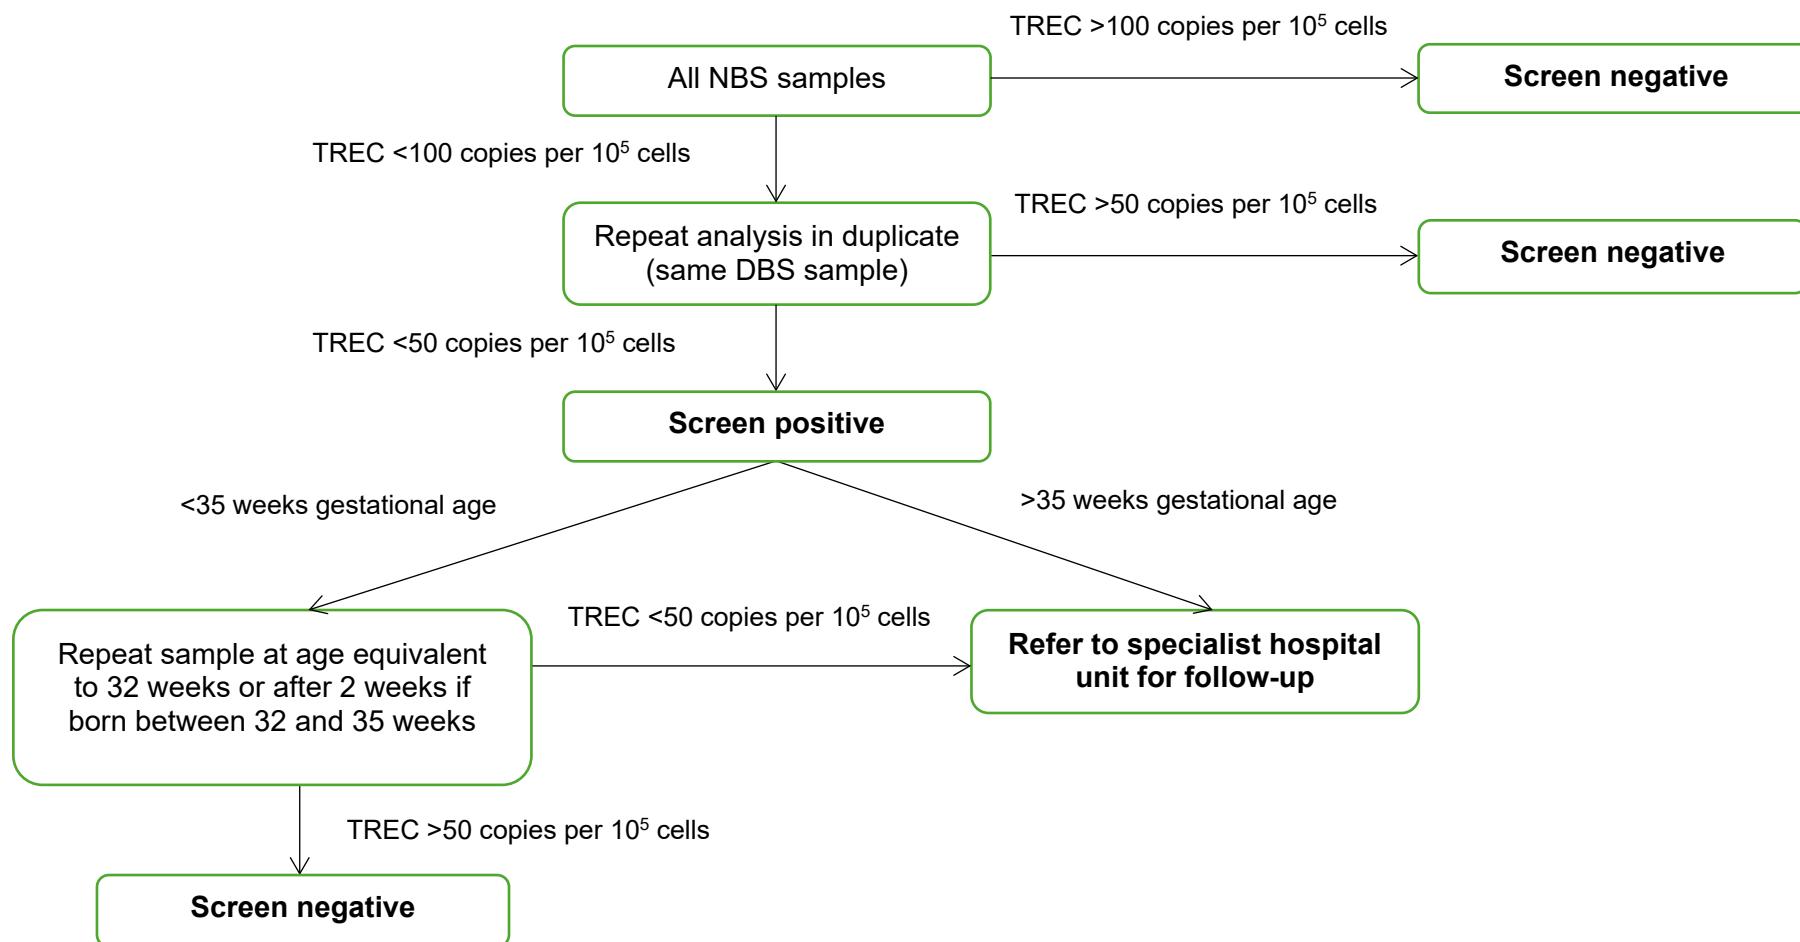 TREC >100 copies per 10⁵ cells
All NBS samples
Screen negative
TREC <100 copies per 10⁵ cells
TREC >50 copies per 10⁵ cells
Repeat analysis in duplicate
(same DBS sample)
Screen negative
TREC <50 copies per 10⁵ cells
Screen positive
<35 weeks gestational age
>35 weeks gestational age
Repeat sample at age equivalent
to 32 weeks or after 2 weeks if
born between 32 and 35 weeks
TREC <50 copies per 10⁵ cells
Refer to specialist hospital
unit for follow-up
TREC >50 copies per 10⁵ cells
Screen negative